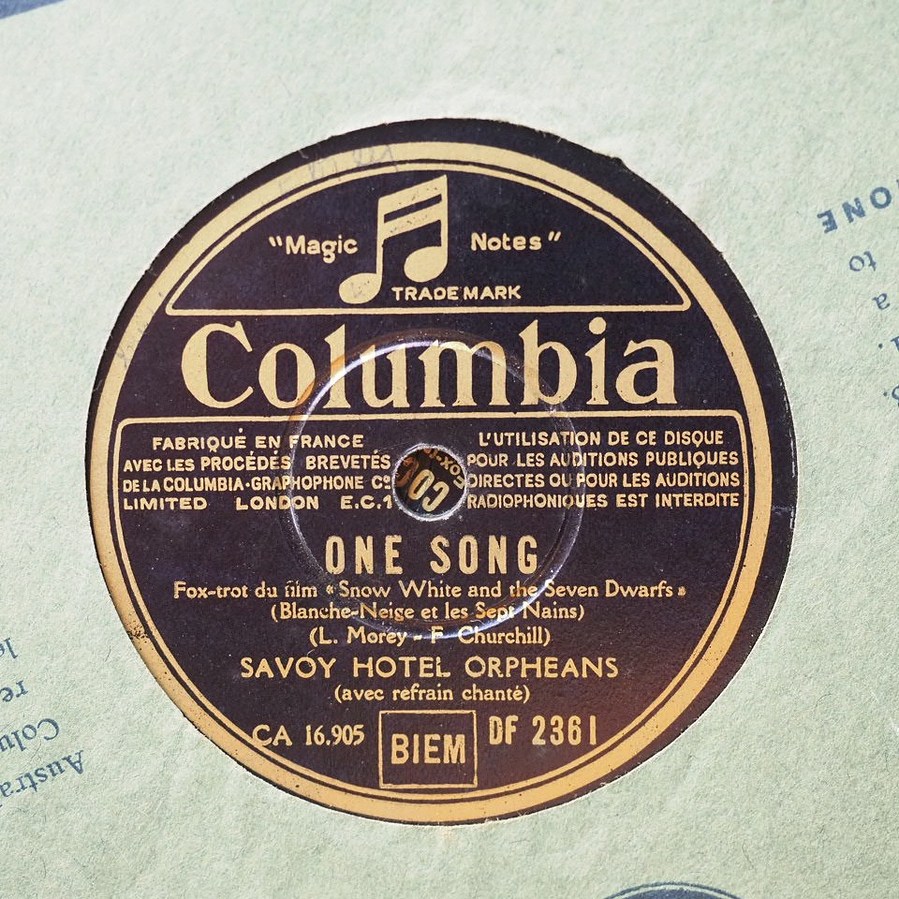 "Magic Notes"
TRADE MARK
Columbia
FABRIQUÉ EN FRANCE
AVEC LES PROCÉDÉS BREVETÉS
DE LA COLUMBIA-GRAPHOPHONE Co
LIMITED LONDON E.C.1
L'UTILISATION DE CE DISQUE
POUR LES AUDITIONS PUBLIQUES
DIRECTES OU POUR LES AUDITIONS
RADIOPHONIQUES EST INTERDITE
ONE SONG
Fox-trot du film « Snow White and the Seven Dwarfs »
(Blanche-Neige et les Sept Nains)
(L. Morey - F. Churchill)
SAVOY HOTEL ORPHEANS
(avec refrain chanté)
CA 16.905
BIEM
DF 2361
to
a